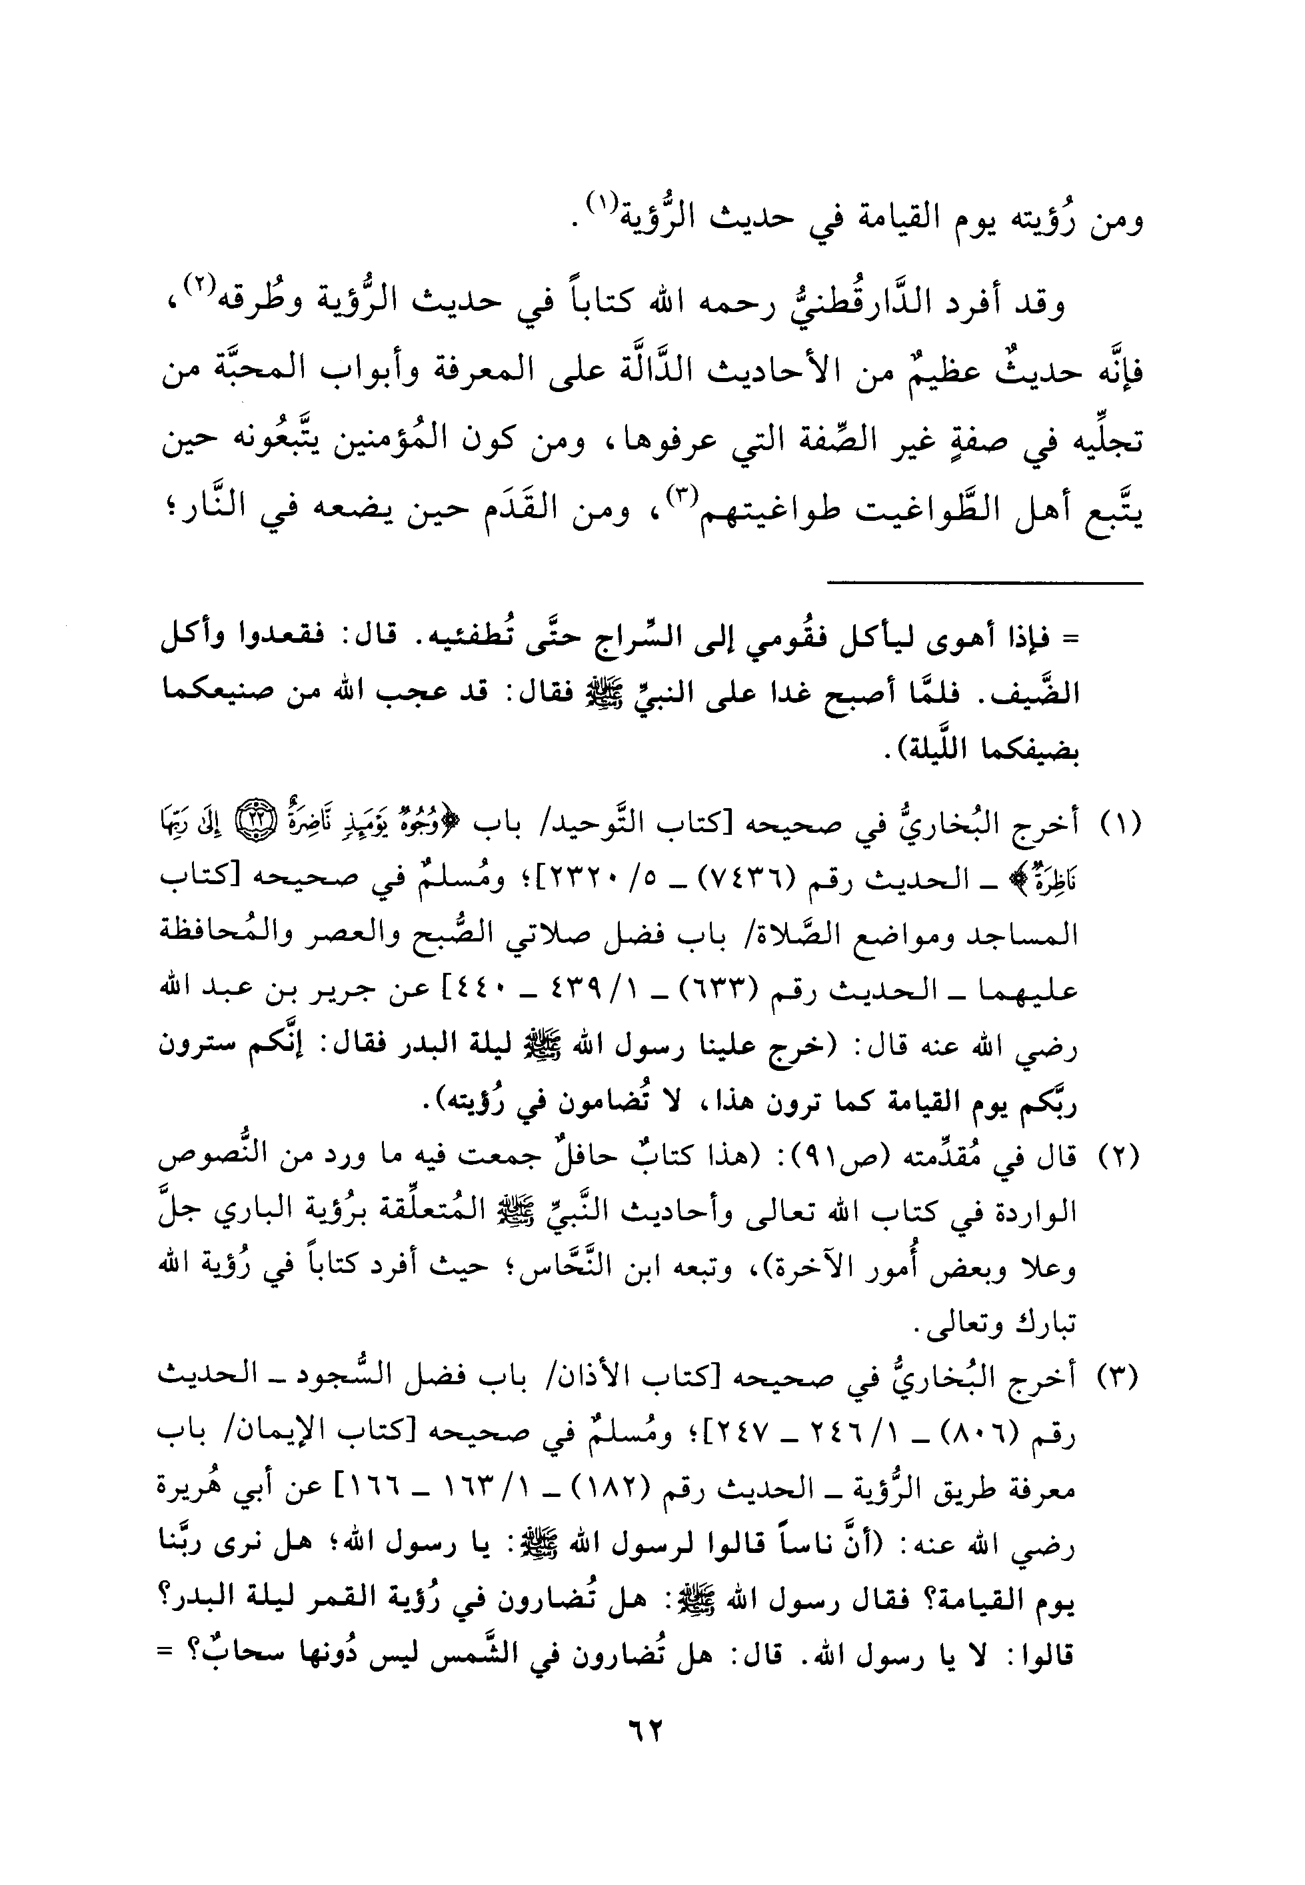 ومن رُؤيته يوم القيامة في حديث الرُّؤية(١).
وقد أفرد الدَّارقُطنيُّ رحمه الله كتاباً في حديث الرُّؤية وطُرقه(٢)،
فإنَّه حديثٌ عظيمٌ من الأحاديث الدَّالَّة على المعرفة وأبواب المحبَّة من
تجلِّيه في صفةٍ غير الصِّفة التي عرفوها، ومن كون المُؤمنين يتَّبعُونه حين
يتَّبع أهل الطَّواغيت طواغيتهم(٣)، ومن القَدَم حين يضعه في النَّار؛
= فإذا أهوى ليأكل فقُومي إلى السِّراج حتَّى تُطفئيه. قال: فقعدوا وأكل
الضَّيف. فلمَّا أصبح غدا على النبيِّ ﷺ فقال: قد عجب الله من صنيعكما
بضيفكما اللَّيلة).
(١) أخرج البُخاريُّ في صحيحه [كتاب التَّوحيد/ باب ﴿وُجُوهٌ يَوْمَئِذٍ نَّاضِرَةٌ ۝٢٢ إِلَىٰ رَبِّهَا
نَاظِرَةٌ﴾ ــ الحديث رقم (٧٤٣٦) ــ ٥/ ٢٣٢٠]؛ ومُسلمٌ في صحيحه [كتاب
المساجد ومواضع الصَّلاة/ باب فضل صلاتي الصُّبح والعصر والمُحافظة
عليهما ــ الحديث رقم (٦٣٣) ــ ١/ ٤٣٩ ــ ٤٤٠] عن جرير بن عبد الله
رضي الله عنه قال: (خرج علينا رسول الله ﷺ ليلة البدر فقال: إنَّكم سترون
ربَّكم يوم القيامة كما ترون هذا، لا تُضامون في رُؤيته).
(٢) قال في مُقدِّمته (ص٩١): (هذا كتابٌ حافلٌ جمعت فيه ما ورد من النُّصوص
الواردة في كتاب الله تعالى وأحاديث النَّبيِّ ﷺ المُتعلِّقة برُؤية الباري جلَّ
وعلا وبعض أُمور الآخرة)، وتبعه ابن النَّحَّاس؛ حيث أفرد كتاباً في رُؤية الله
تبارك وتعالى.
(٣) أخرج البُخاريُّ في صحيحه [كتاب الأذان/ باب فضل السُّجود ــ الحديث
رقم (٨٠٦) ــ ١/ ٢٤٦ ــ ٢٤٧]؛ ومُسلمٌ في صحيحه [كتاب الإيمان/ باب
معرفة طريق الرُّؤية ــ الحديث رقم (١٨٢) ــ ١/ ١٦٣ ــ ١٦٦] عن أبي هُريرة
رضي الله عنه: (أنَّ ناساً قالوا لرسول الله ﷺ: يا رسول الله؛ هل نرى ربَّنا
يوم القيامة؟ فقال رسول الله ﷺ: هل تُضارون في رُؤية القمر ليلة البدر؟
قالوا: لا يا رسول الله. قال: هل تُضارون في الشَّمس ليس دُونها سحابٌ؟ =
٦٢